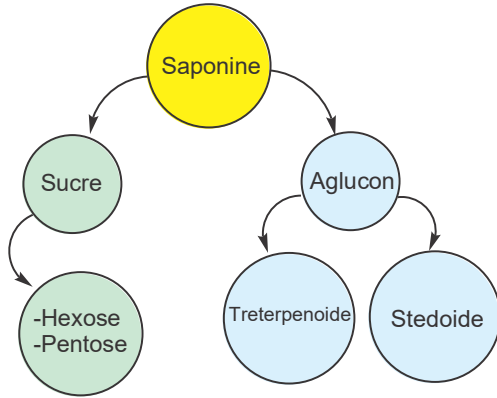 Saponine
Sucre
Aglucon
-Hexose
-Pentose
Treterpenoide
Stedoide